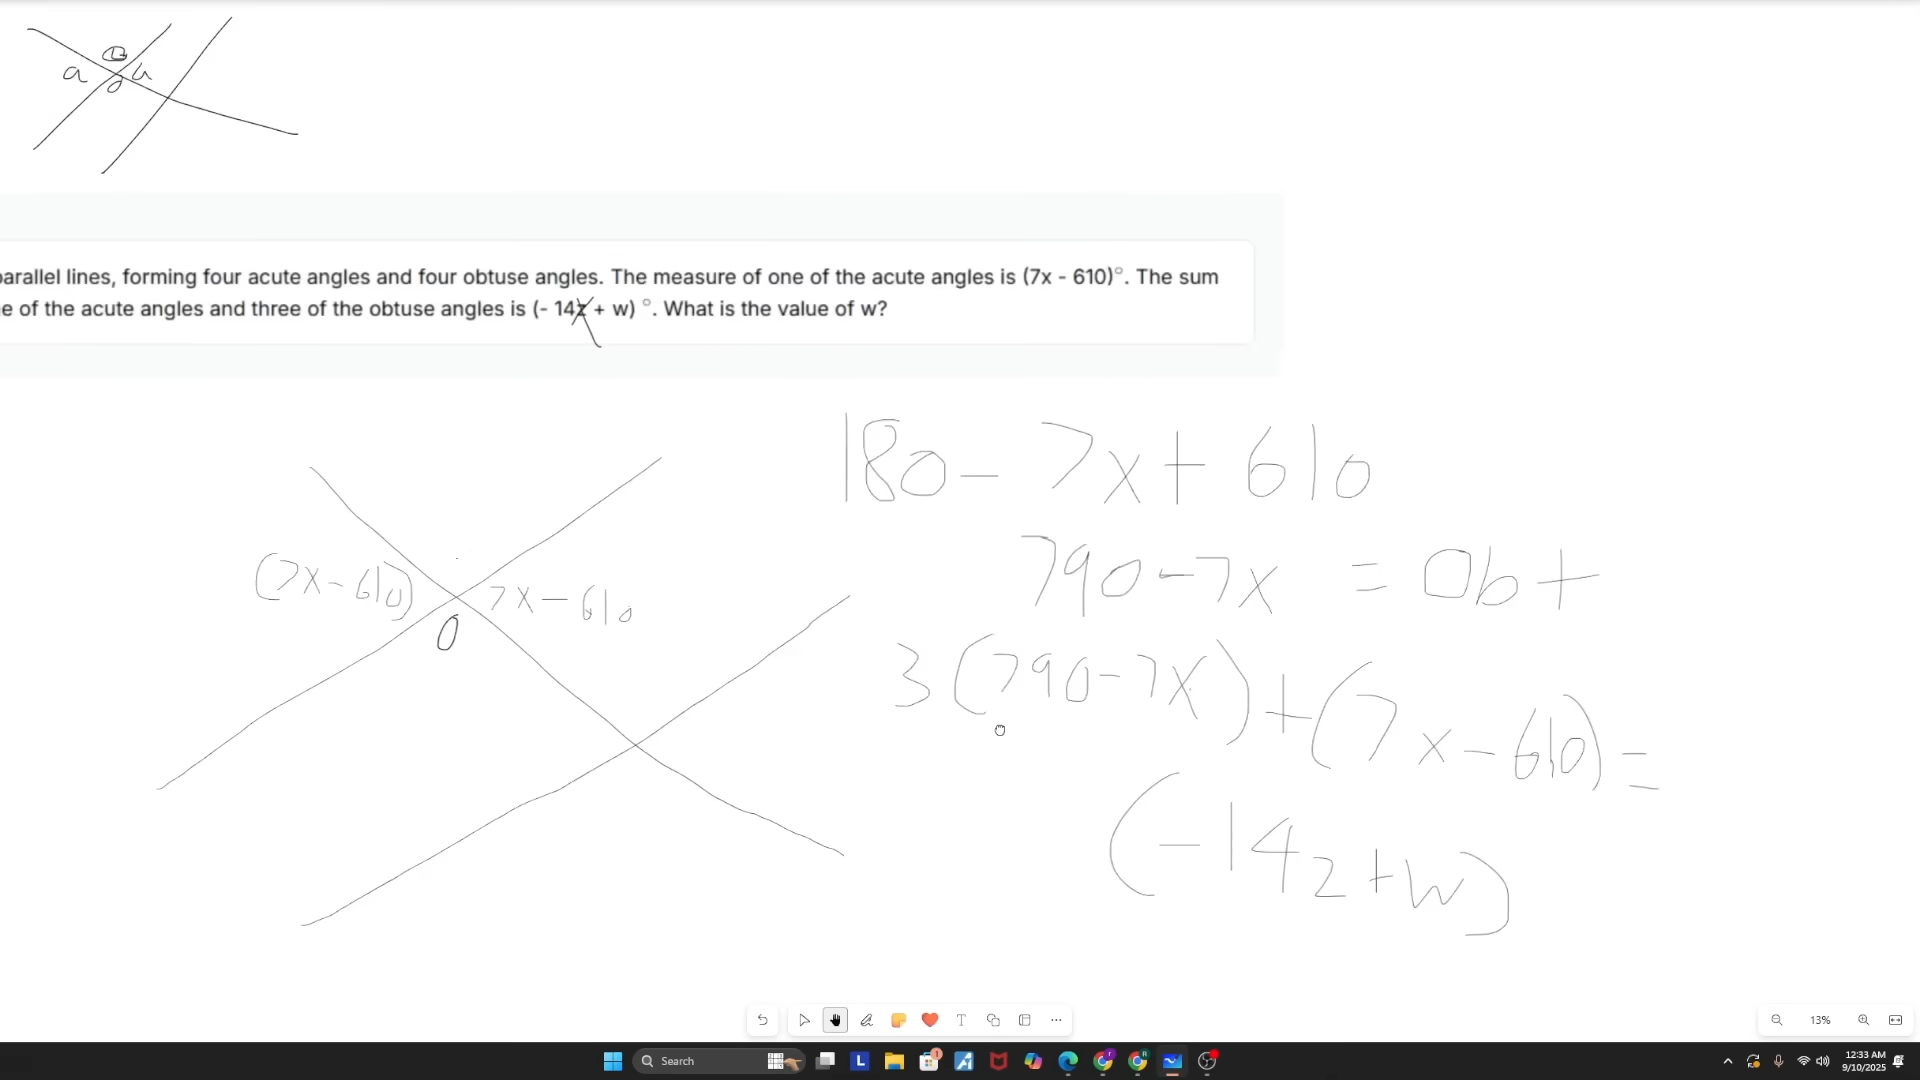 a a
parallel lines, forming four acute angles and four obtuse angles. The measure of one of the acute angles is (7x - 610)°. The sum
e of the acute angles and three of the obtuse angles is (- 14z + w) °. What is the value of w?
180 - 7x + 610
790 - 7x = Obt
(7x - 610) 7x - 610
O
3(790 - 7x) + (7x - 610) =
(-14z + w)
13%
Search
L
12:33 AM
9/10/2025